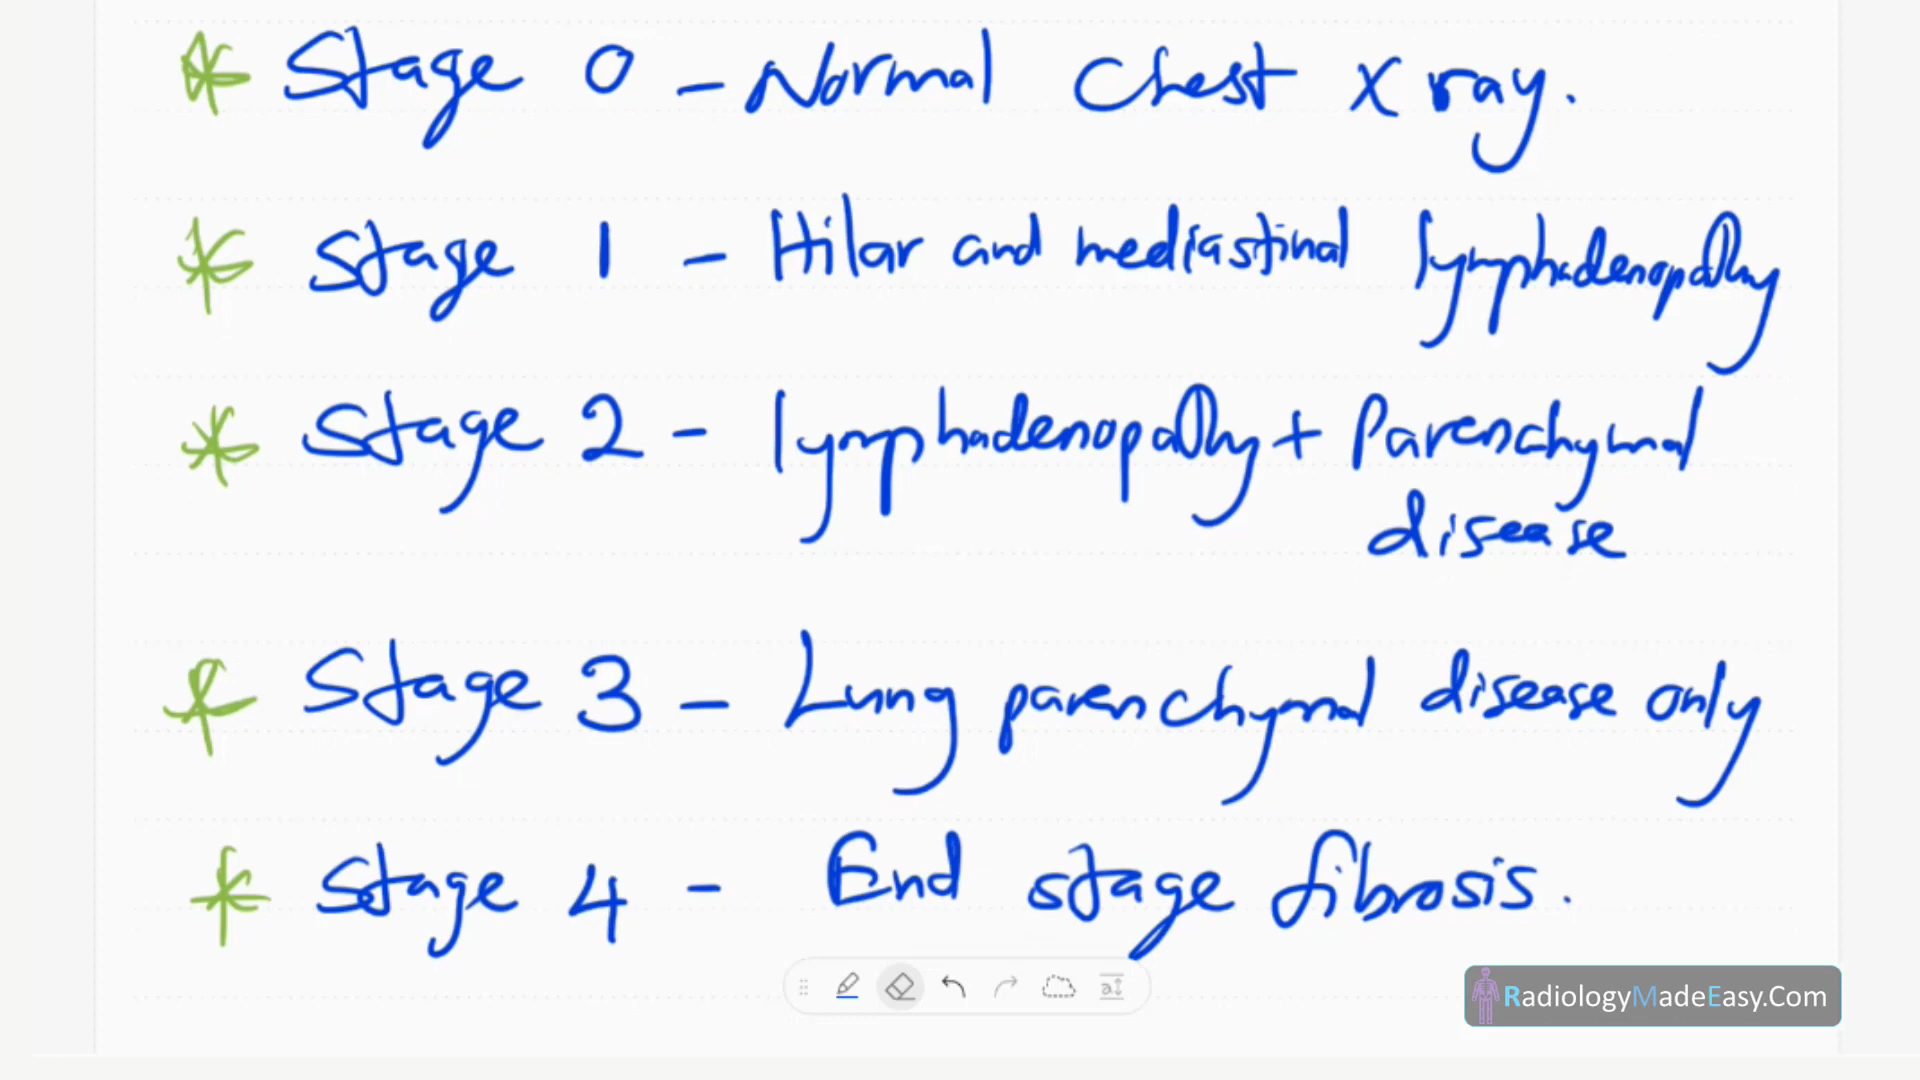 * Stage 0 - Normal Chest X ray.
* Stage 1 - Hilar and mediastinal lymphadenopathy
* Stage 2 - lymphadenopathy + Parenchymal
disease
* Stage 3 - Lung parenchymal disease only
* Stage 4 - End stage fibrosis.
RadiologyMadeEasy.Com